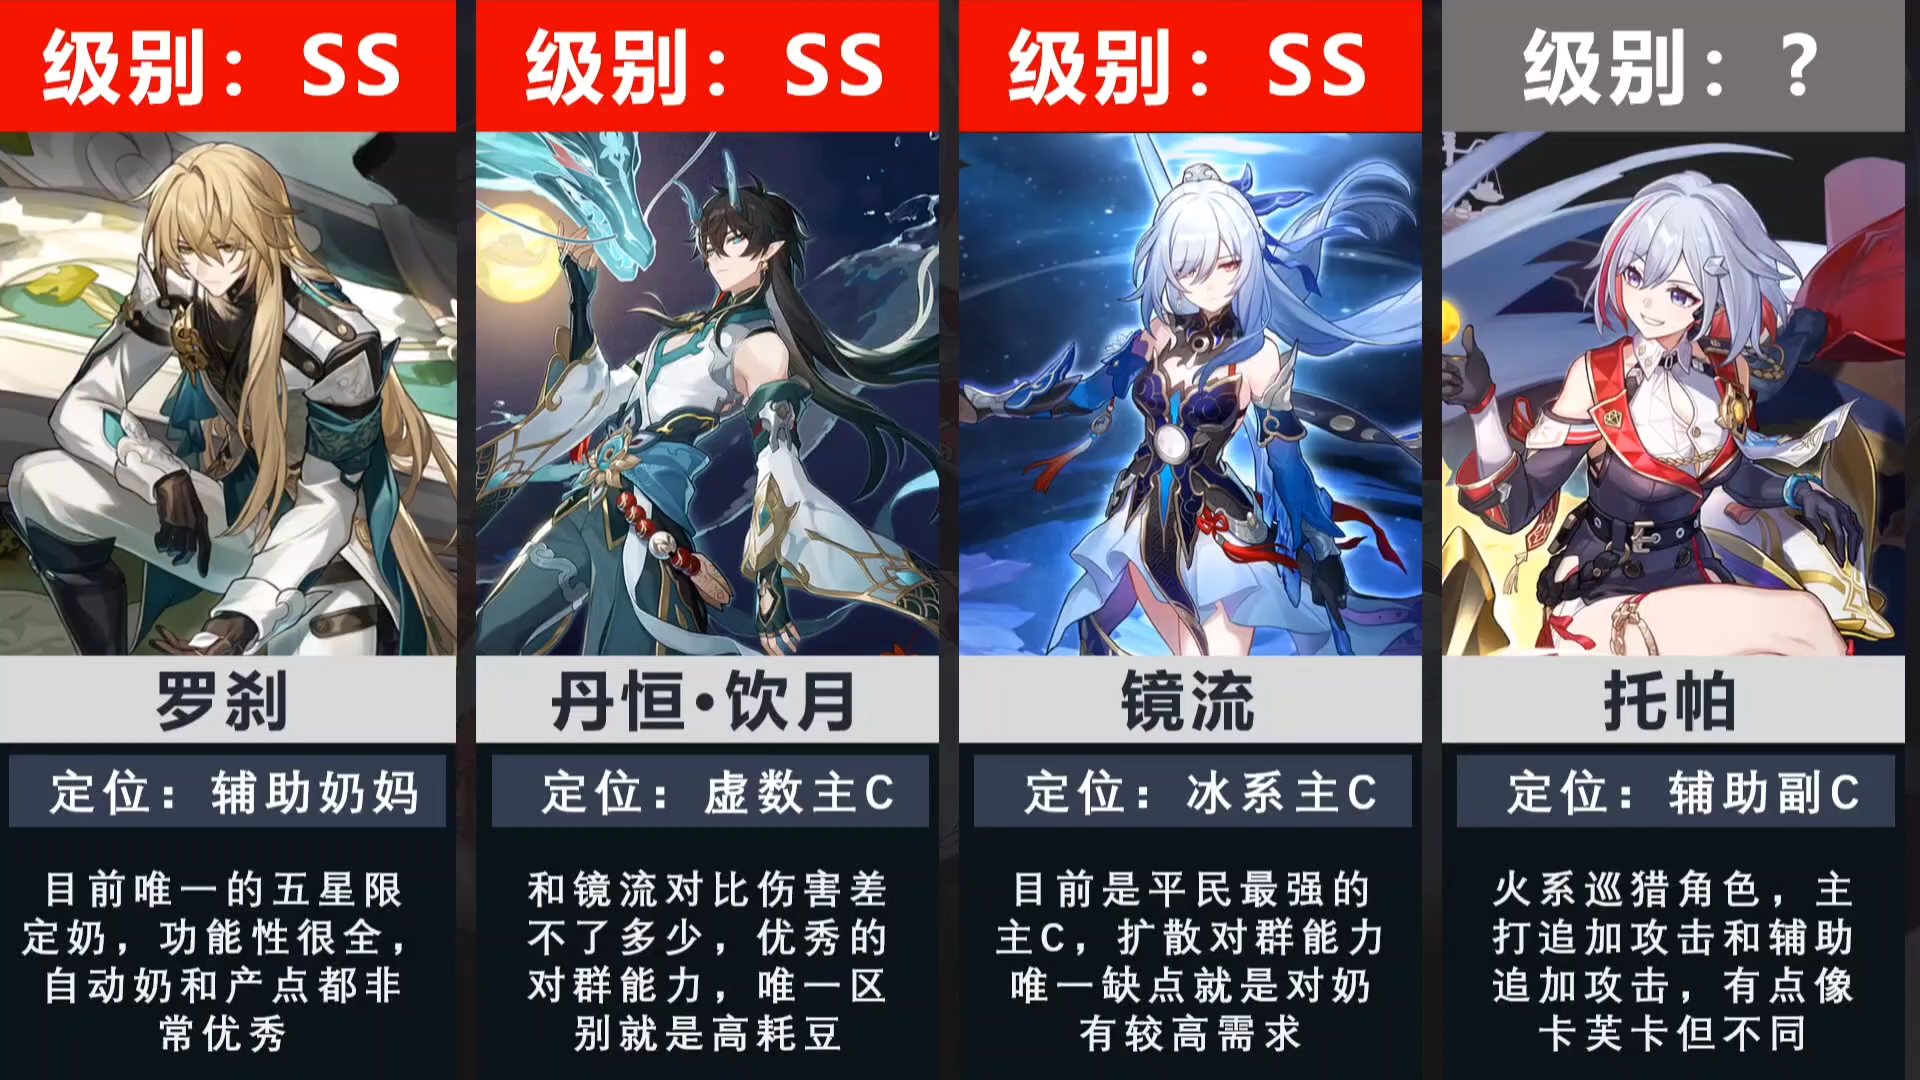 级别：SS
罗刹
定位：辅助奶妈
目前唯一的五星限
定奶，功能性很全，
自动奶和产点都非
常优秀
级别：SS
丹恒·饮月
定位：虚数主C
和镜流对比伤害差
不了多少，优秀的
对群能力，唯一区
别就是高耗豆
级别：SS
镜流
定位：冰系主C
目前是平民最强的
主C，扩散对群能力
唯一缺点就是对奶
有较高需求
级别：？
托帕
定位：辅助副C
火系巡猎角色，主
打追加攻击和辅助
追加攻击，有点像
卡芙卡但不同